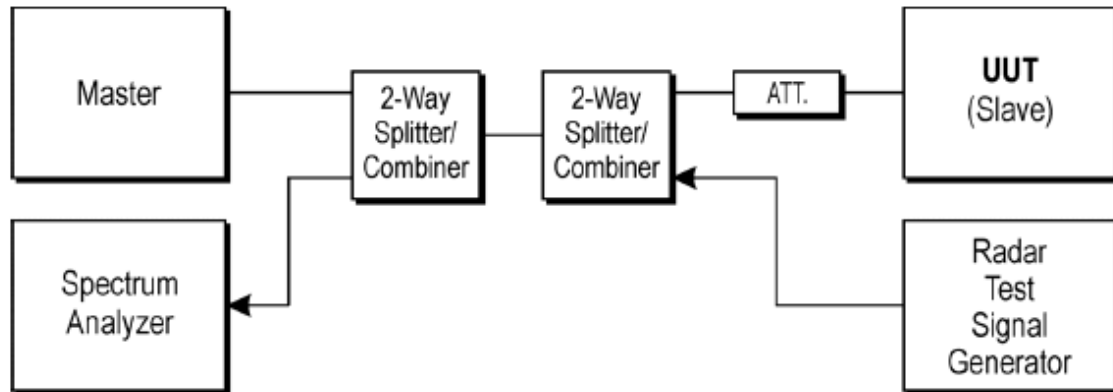 Master
2-Way
Splitter/
Combiner
2-Way
Splitter/
Combiner
ATT.
UUT
(Slave)
Spectrum
Analyzer
Radar
Test
Signal
Generator